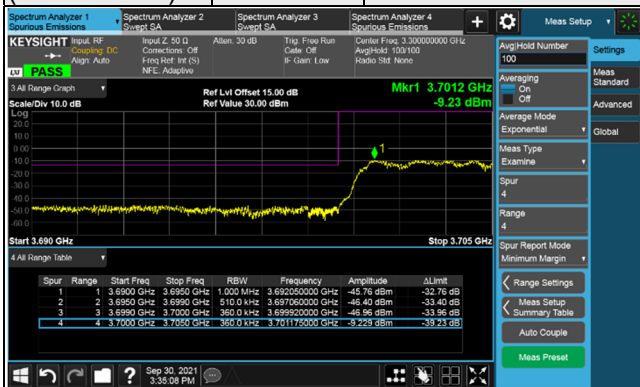 Spectrum Analyzer 1
Spurious Emissions
Spectrum Analyzer 2
Swept SA
Spectrum Analyzer 3
Swept SA
Spectrum Analyzer 4
Spurious Emissions
+
Meas Setup
KEYSIGHT
Input: RF
Coupling: DC
Align: Auto
Input Z: 50 Ω
Corrections: Off
Freq Ref: Int (S)
NFE: Adaptive
Atten: 30 dB
Trig: Free Run
Gate: Off
IF Gain: Low
Center Freq: 3.300000000 GHz
Avg|Hold: 100/100
Radio Std: None
LXI PASS
3 All Range Graph
Scale/Div 10.0 dB
Ref Lvl Offset 15.00 dB
Ref Value 30.00 dBm
Mkr1 3.7012 GHz
-9.23 dBm
Log
20.0
10.0
0.00
-10.0
-20.0
-30.0
-40.0
-50.0
-60.0
1
Start 3.690 GHz
Stop 3.705 GHz
4 All Range Table
Spur Range Start Freq Stop Freq RBW Frequency Amplitude ΔLimit
1 1 3.6900 GHz 3.6950 GHz 1.000 MHz 3.692050000 GHz -45.76 dBm -32.76 dB
2 2 3.6950 GHz 3.6990 GHz 510.0 kHz 3.697060000 GHz -46.40 dBm -33.40 dB
3 3 3.6990 GHz 3.7000 GHz 360.0 kHz 3.699920000 GHz -46.96 dBm -33.96 dB
4 4 3.7000 GHz 3.7050 GHz 360.0 kHz 3.701175000 GHz -9.229 dBm -39.23 dB
Avg|Hold Number
100
Averaging
On
Off
Average Mode
Exponential
Meas Type
Examine
Spur
4
Range
4
Spur Report Mode
Minimum Margin
Range Settings
Meas Setup
Summary Table
Auto Couple
Meas Preset
Settings
Meas
Standard
Advanced
Global
?
Sep 30, 2021
3:35:08 PM